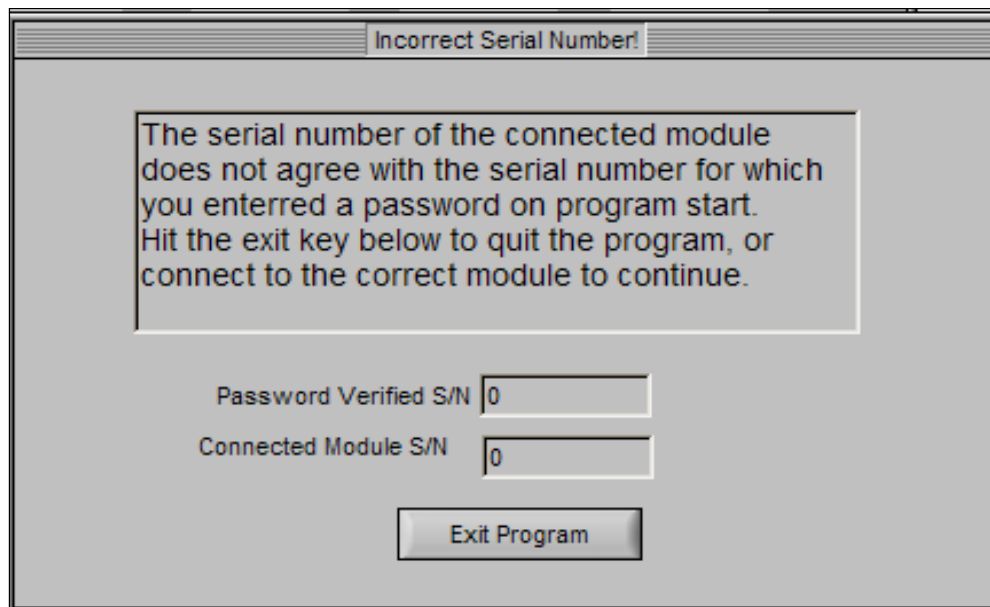 Incorrect Serial Number!
The serial number of the connected module
does not agree with the serial number for which
you enterred a password on program start.
Hit the exit key below to quit the program, or
connect to the correct module to continue.
Password Verified S/N 0
Connected Module S/N 0
Exit Program